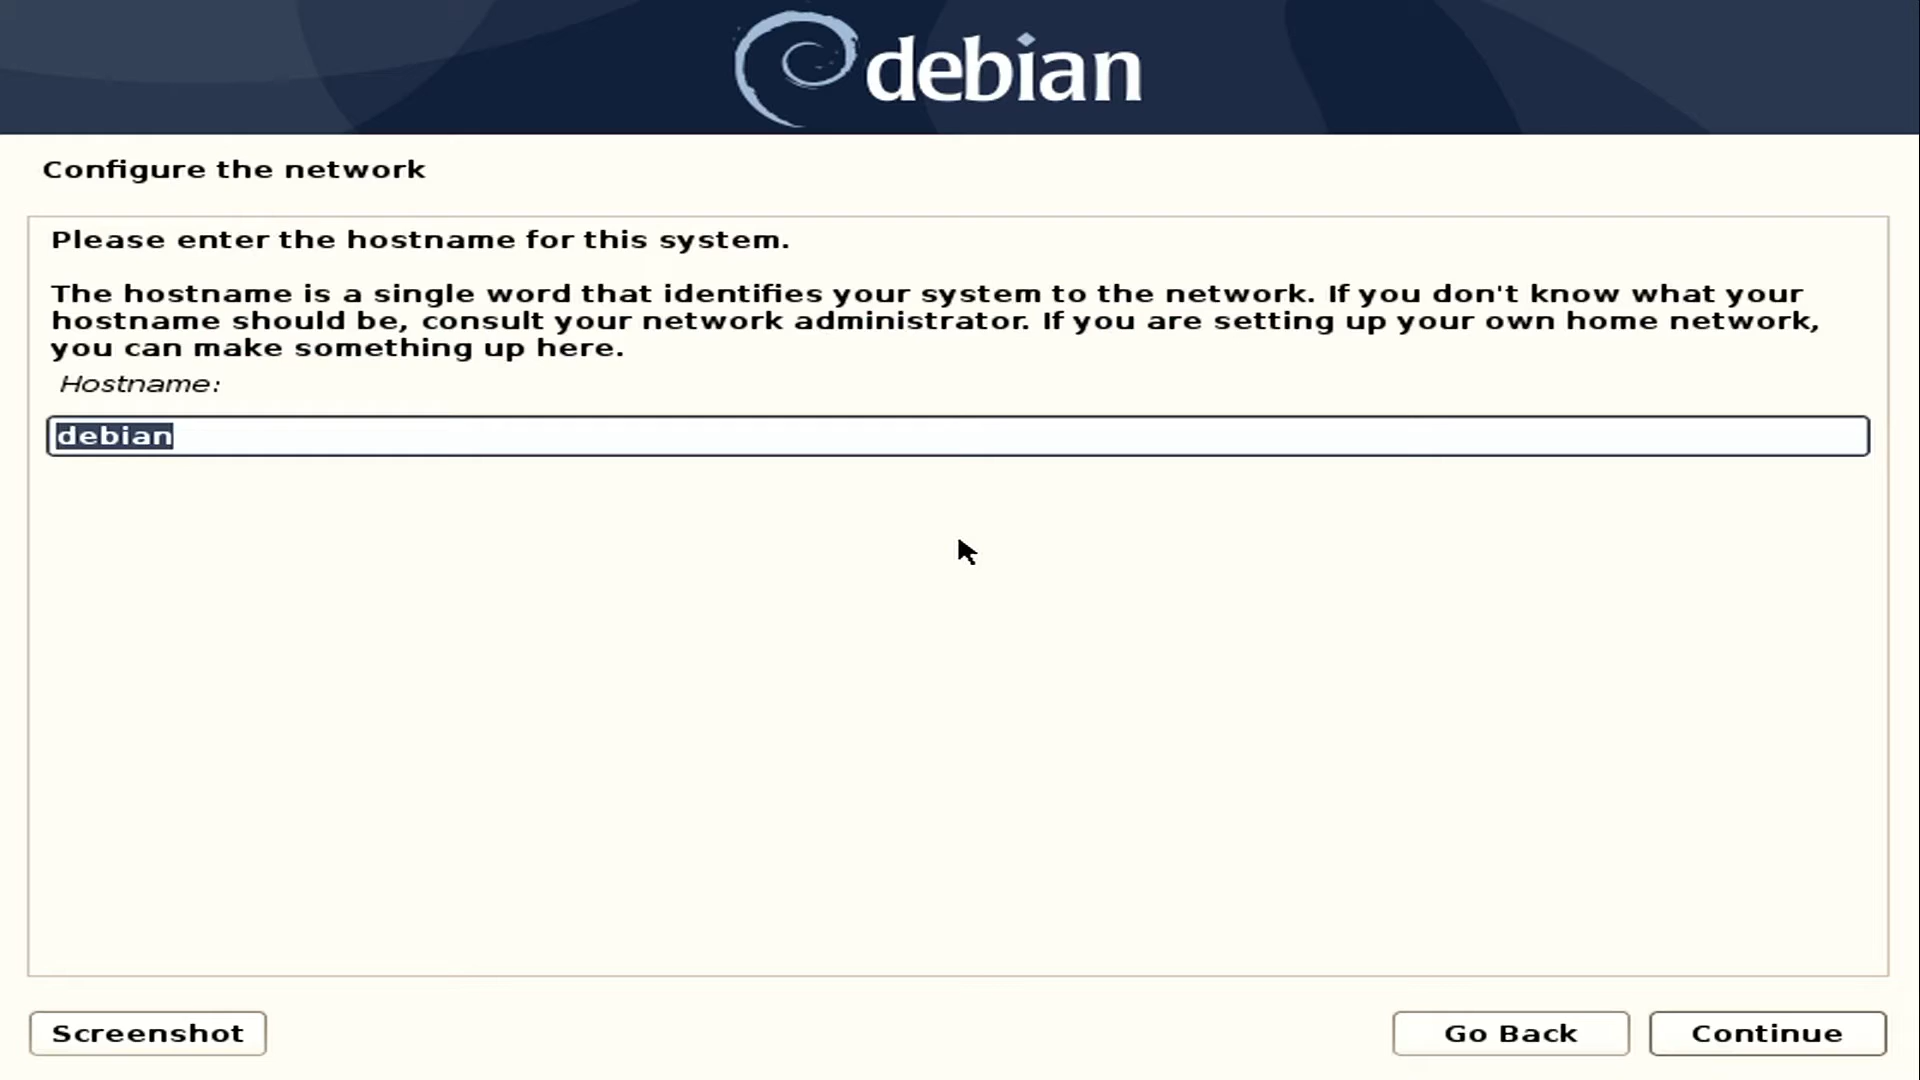 debian
Configure the network
Please enter the hostname for this system.
The hostname is a single word that identifies your system to the network. If you don't know what your
hostname should be, consult your network administrator. If you are setting up your own home network,
you can make something up here.
Hostname:
debian
Screenshot
Go Back
Continue